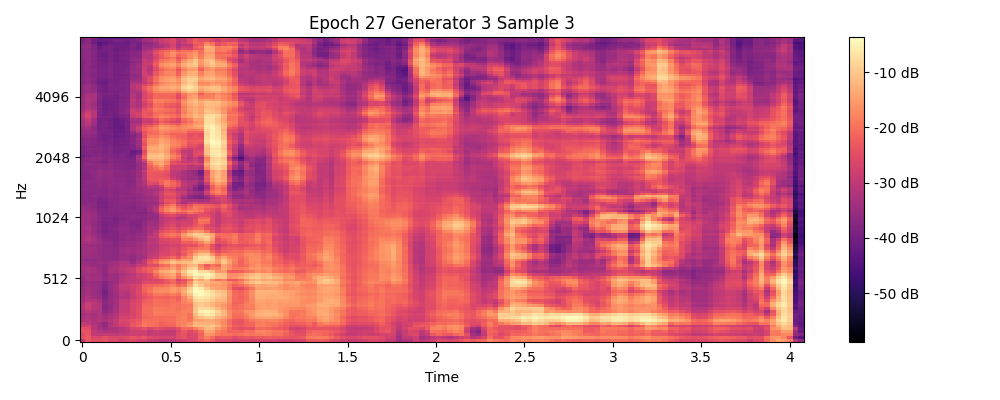 Epoch 27 Generator 3 Sample 3
Hz
4096
2048
1024
512
0
0 0.5 1 1.5 2 2.5 3 3.5 4
Time
-10 dB
-20 dB
-30 dB
-40 dB
-50 dB